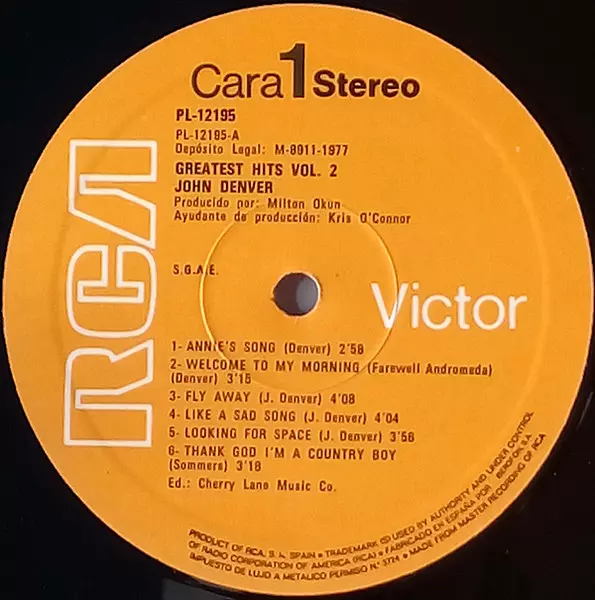 Cara 1 Stereo
PL-12195
PL-12195-A
Depósito Legal: M-8911-1977
GREATEST HITS VOL. 2
JOHN DENVER
Producido por: Milton Okun
Ayudante de producción: Kris O'Connor
S.G.A.E.
RCA
Victor
1- ANNIE'S SONG (Denver) 2'58
2- WELCOME TO MY MORNING (Farewell Andromeda)
(Denver) 3'15
3- FLY AWAY (J. Denver) 4'08
4- LIKE A SAD SONG (J. Denver) 4'04
5- LOOKING FOR SPACE (J. Denver) 3'56
6- THANK GOD I'M A COUNTRY BOY
(Sommers) 3'18
Ed.: Cherry Lane Music Co.
PRODUCT OF RCA, S. A. SPAIN • TRADEMARK (S) USED BY AUTHORITY AND UNDER CONTROL
OF RADIO CORPORATION OF AMERICA (RCA) • FABRICADO EN ESPAÑA POR IBEROFON, S.A.
IMPUESTO DE LUJO A METALICO PERMISO N.º 3724 • MADE FROM MASTER RECORDING OF RCA